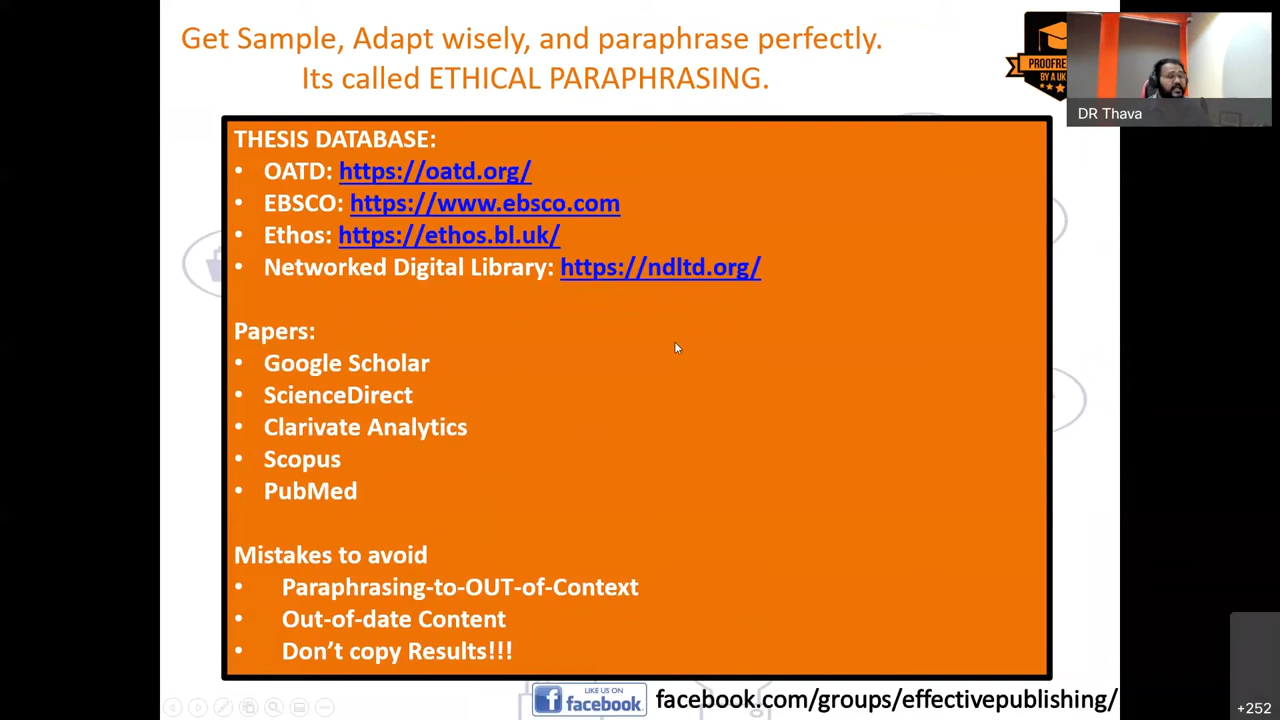 Get Sample, Adapt wisely, and paraphrase perfectly.
Its called ETHICAL PARAPHRASING.
DR Thava
THESIS DATABASE:
• OATD: https://oatd.org/
• EBSCO: https://www.ebsco.com
• Ethos: https://ethos.bl.uk/
• Networked Digital Library: https://ndltd.org/
Papers:
• Google Scholar
• ScienceDirect
• Clarivate Analytics
• Scopus
• PubMed
Mistakes to avoid
• Paraphrasing-to-OUT-of-Context
• Out-of-date Content
• Don’t copy Results!!!
LIKE US ON
facebook.
facebook.com/groups/effectivepublishing/
+252